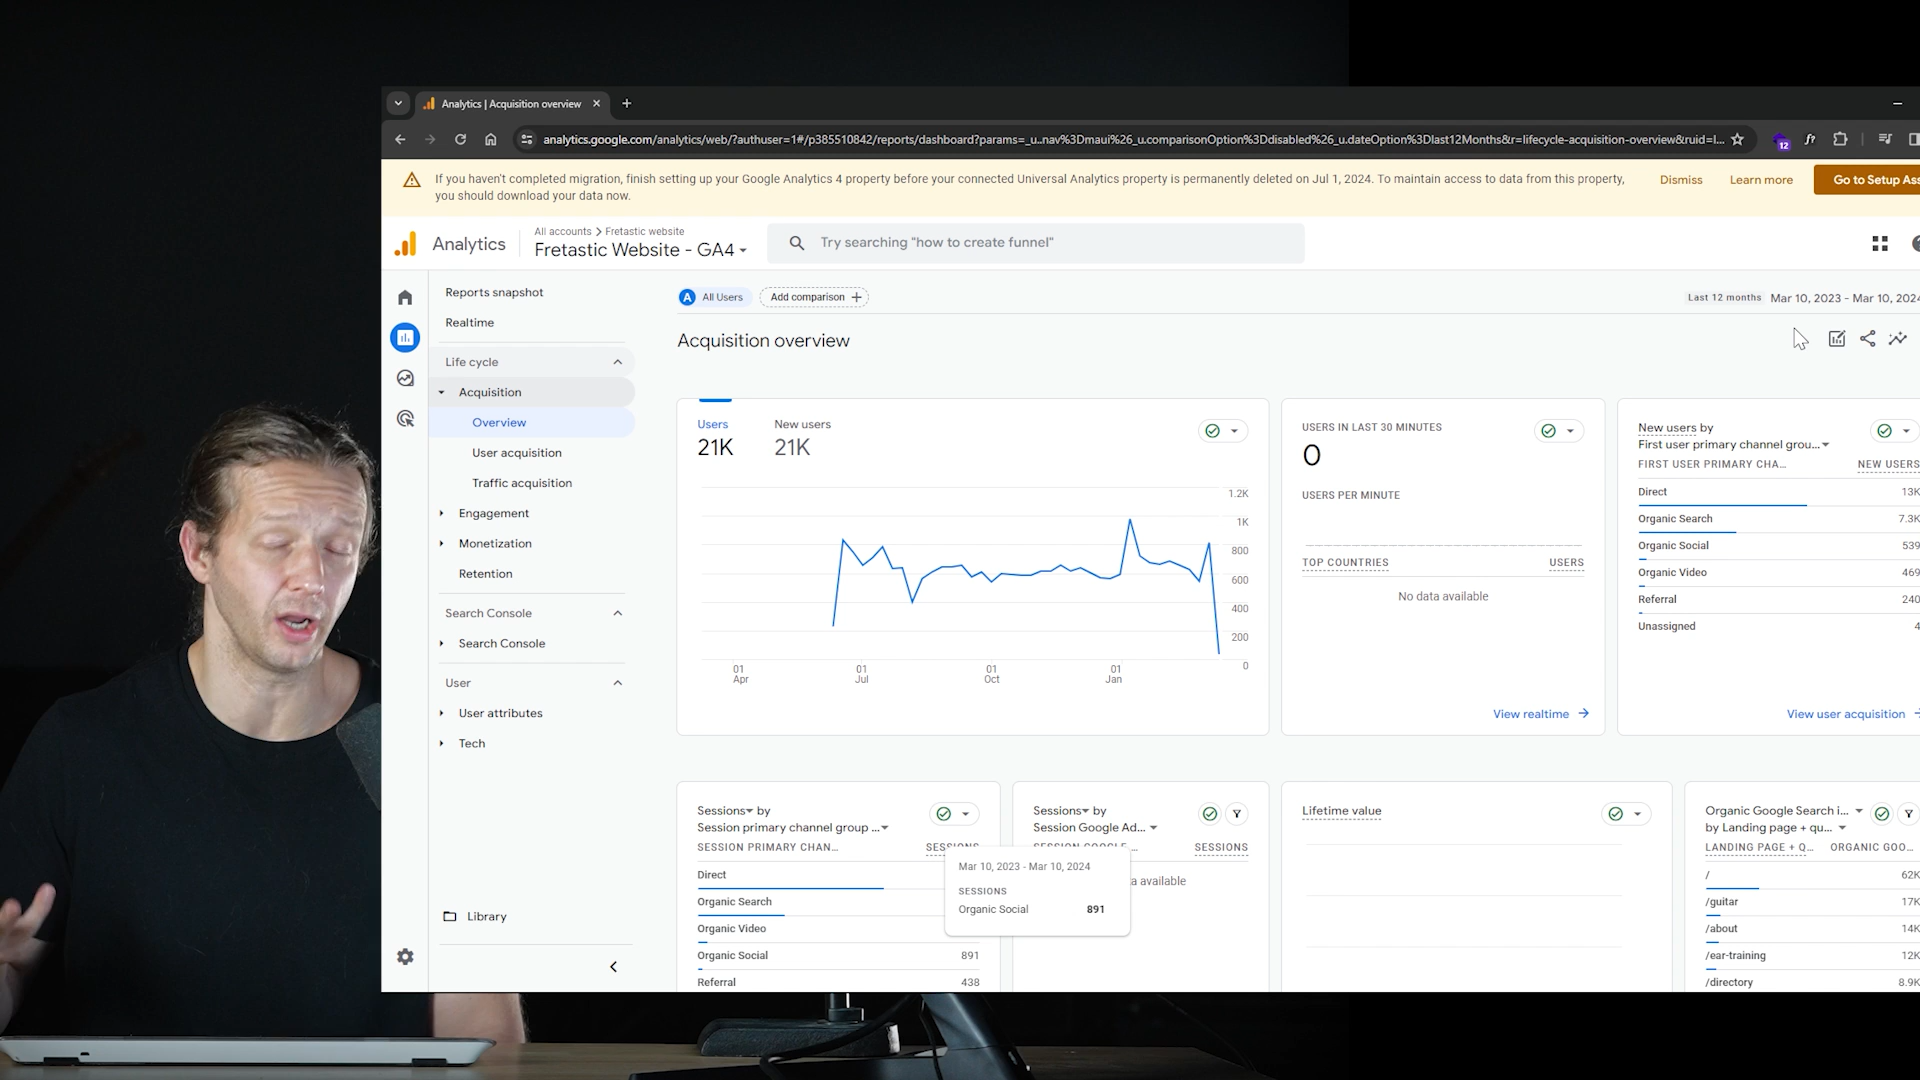 Analytics | Acquisition overview
analytics.google.com/analytics/web/?authuser=1#/p385510842/reports/dashboard?params=_u..nav%3Dmaui%26_u.comparisonOption%3Ddisabled%26_u.dateOption%3Dlast12Months&r=lifecycle-acquisition-overview&ruid=l...
12
f?
If you haven't completed migration, finish setting up your Google Analytics 4 property before your connected Universal Analytics property is permanently deleted on Jul 1, 2024. To maintain access to data from this property,
you should download your data now.
Dismiss
Learn more
Go to Setup Ass
Analytics
All accounts > Fretastic website
Fretastic Website - GA4
Try searching "how to create funnel"
Reports snapshot
Realtime
Life cycle
Acquisition
Overview
User acquisition
Traffic acquisition
Engagement
Monetization
Retention
Search Console
Search Console
User
User attributes
Tech
Library
A All Users
Add comparison +
Last 12 months Mar 10, 2023 - Mar 10, 2024
Acquisition overview
Users
21K
New users
21K
1.2K
1K
800
600
400
200
0
01 Apr
01 Jul
01 Oct
01 Jan
USERS IN LAST 30 MINUTES
0
USERS PER MINUTE
TOP COUNTRIES USERS
No data available
View realtime
New users by
First user primary channel grou...
FIRST USER PRIMARY CHA... NEW USERS
Direct 13K
Organic Search 7.3K
Organic Social 539
Organic Video 469
Referral 240
Unassigned 4
View user acquisition
Sessions by
Session primary channel group ...
SESSION PRIMARY CHAN... SESSIONS
Direct
Organic Search
Organic Video
Organic Social 891
Referral 438
Mar 10, 2023 - Mar 10, 2024
SESSIONS
Organic Social 891
Sessions by
Session Google Ad...
SESSION GOOGLE ... SESSIONS
a available
Lifetime value
Organic Google Search i...
by Landing page + qu...
LANDING PAGE + Q... ORGANIC GOO...
/ 62K
/guitar 17K
/about 14K
/ear-training 12K
/directory 8.9K